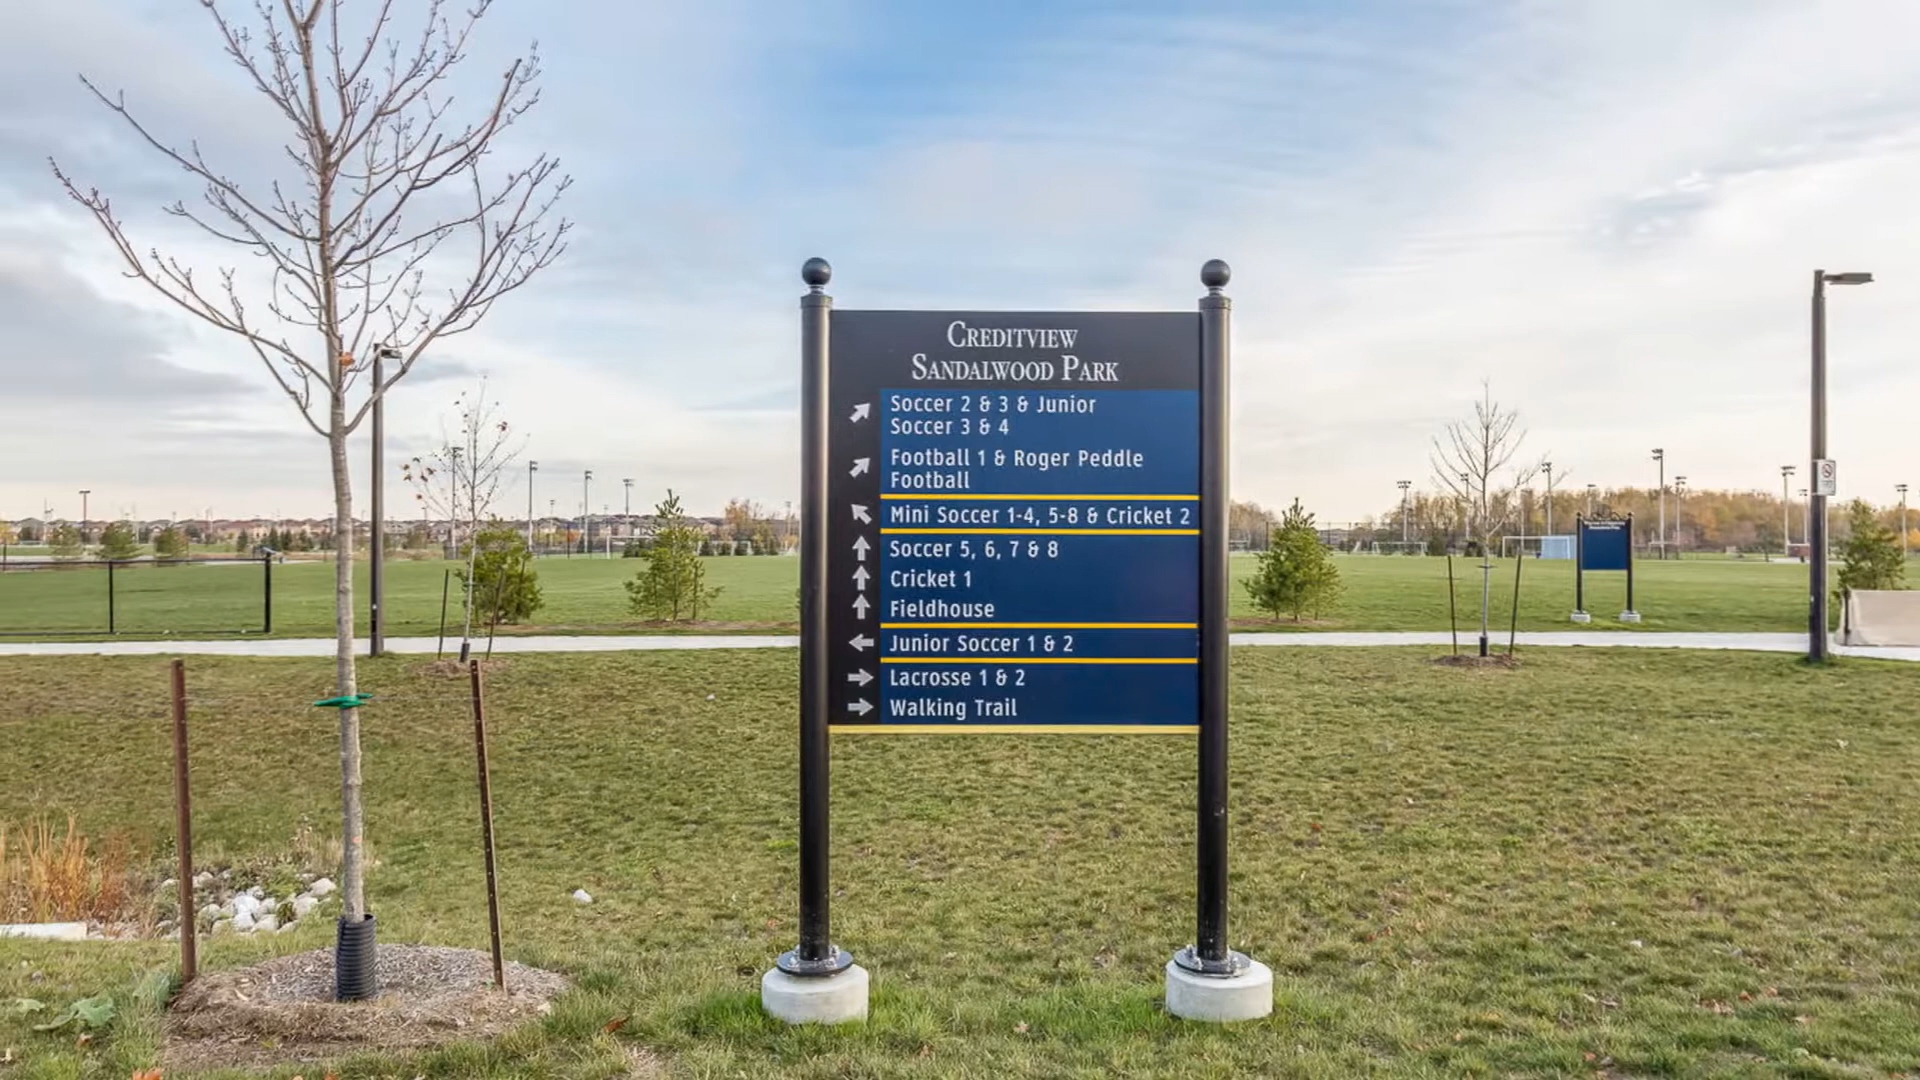 Creditview
Sandalwood Park
Soccer 2 & 3 & Junior
Soccer 3 & 4
Football 1 & Roger Peddle
Football
Mini Soccer 1-4, 5-8 & Cricket 2
Soccer 5, 6, 7 & 8
Cricket 1
Fieldhouse
Junior Soccer 1 & 2
Lacrosse 1 & 2
Walking Trail